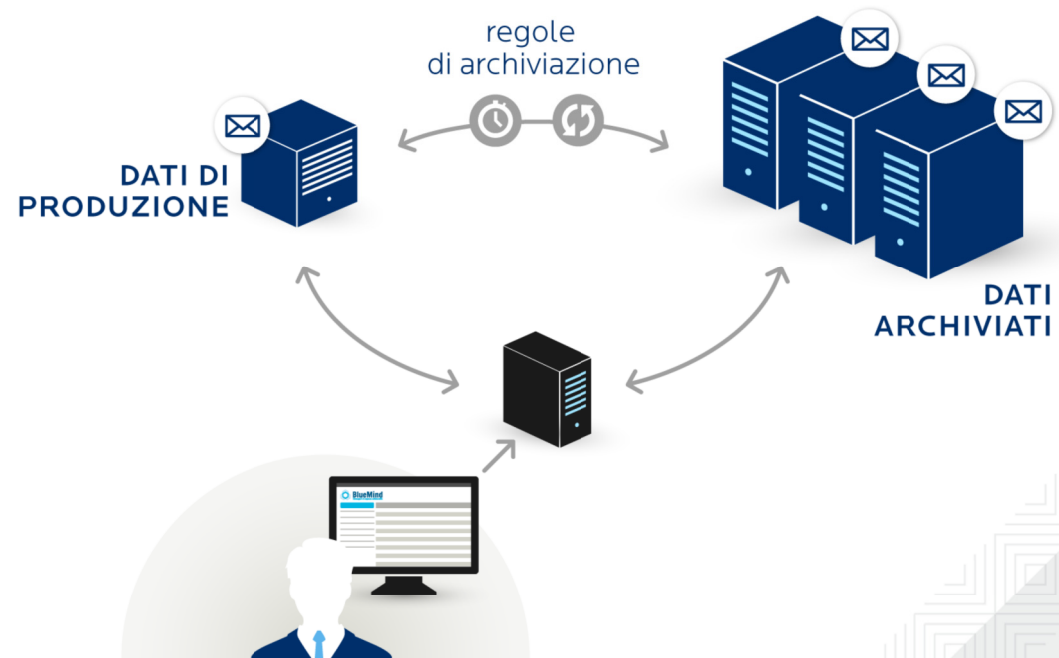 regole
di archiviazione
DATI DI
PRODUZIONE
DATI
ARCHIVIATI
BlueMind